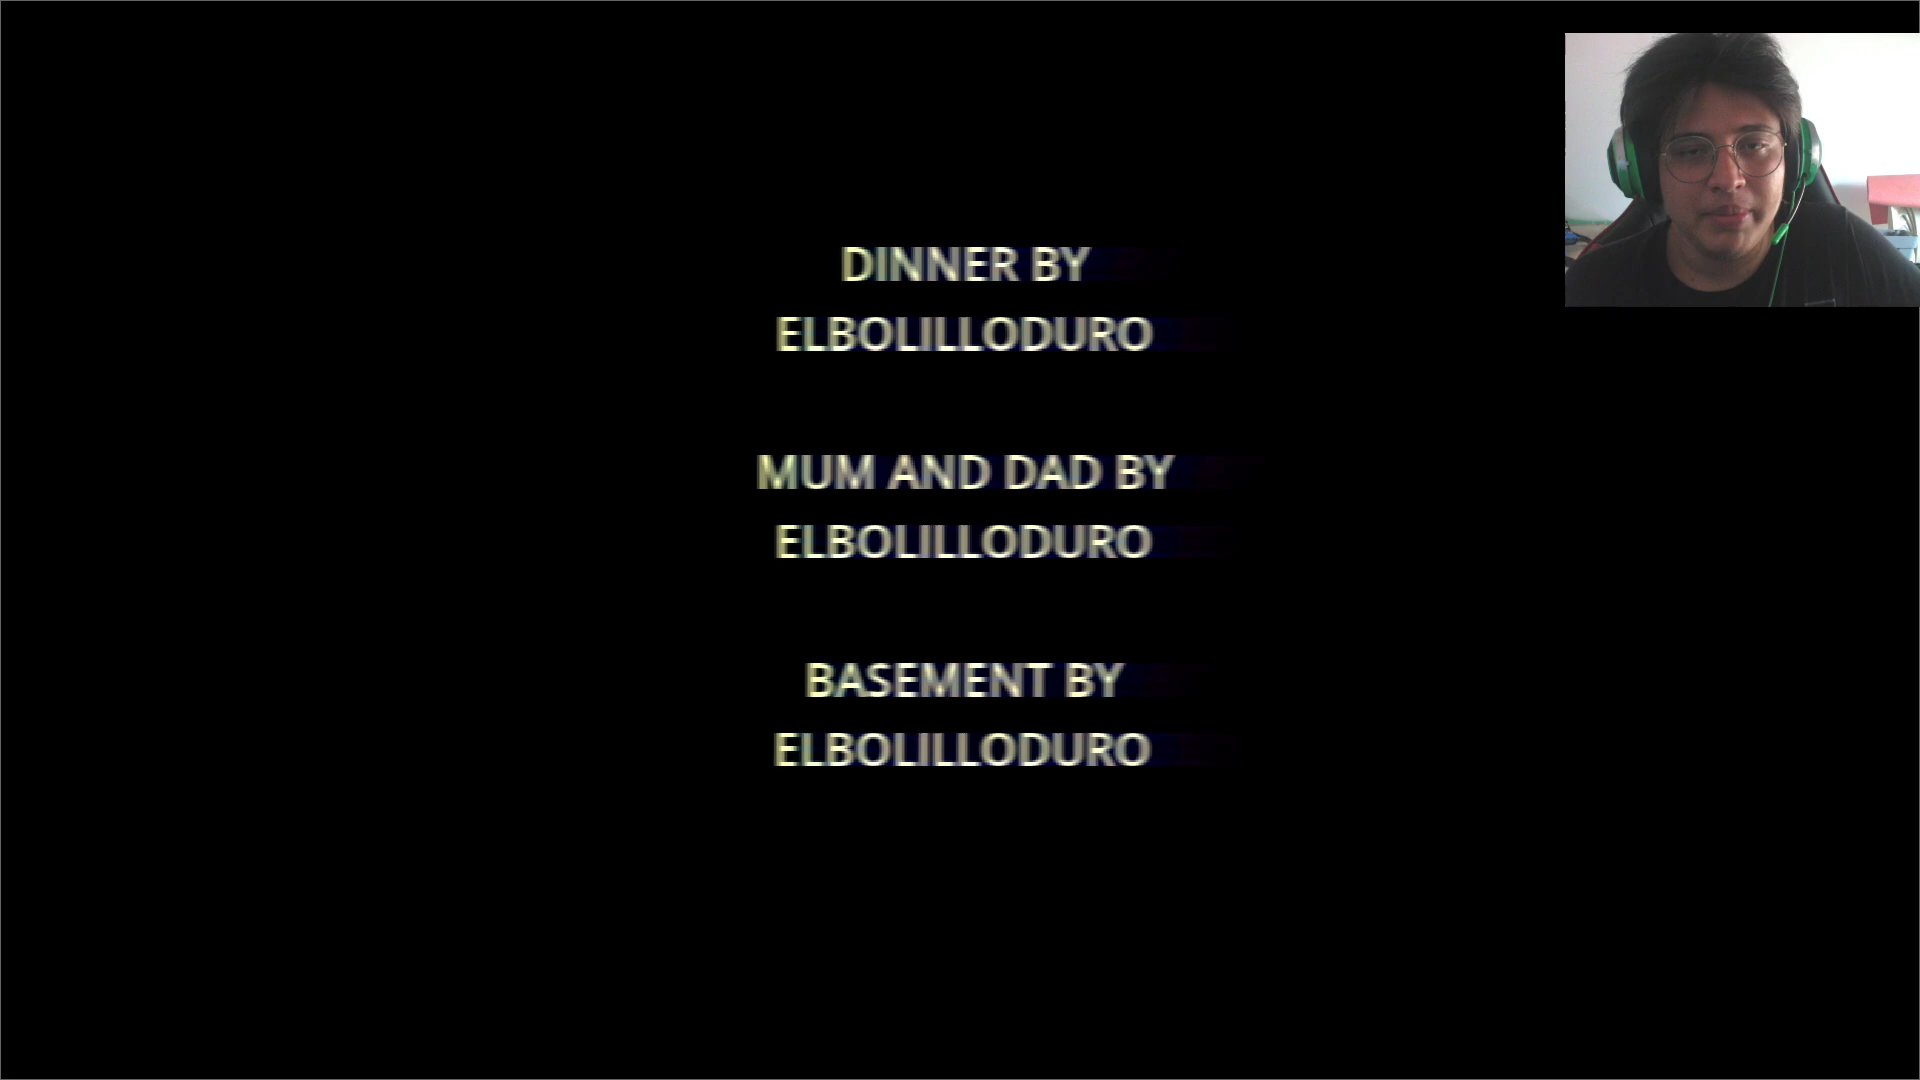 DINNER BY
ELBOLILLODURO
MUM AND DAD BY
ELBOLILLODURO
BASEMENT BY
ELBOLILLODURO